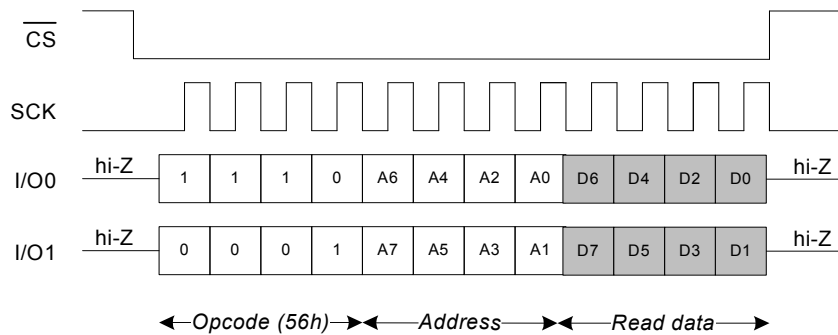 CS
SCK
hi-Z 1 1 1 0 A6 A4 A2 A0 D6 D4 D2 D0 hi-Z
I/O0
hi-Z 0 0 0 1 A7 A5 A3 A1 D7 D5 D3 D1 hi-Z
I/O1
Opcode (56h) Address Read data